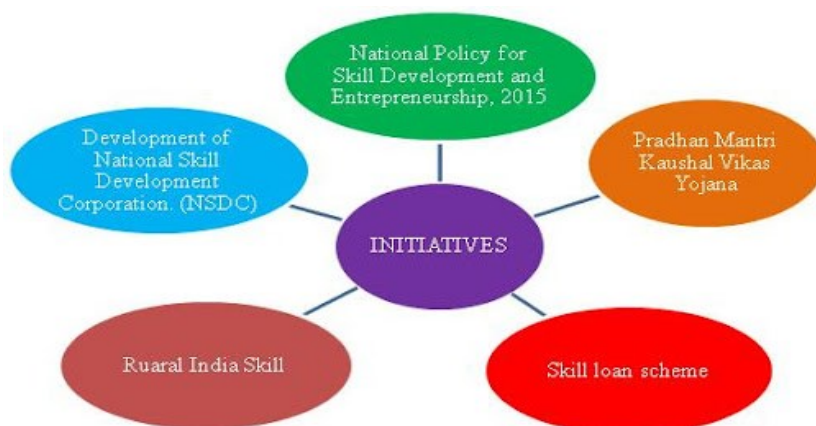 National Policy for
Skill Development and
Entrepreneurship, 2015
Development of
National Skill
Development
Corporation. (NSDC)
Pradhan Mantri
Kaushal Vikas
Yojana
INITIATIVES
Ruaral India Skill
Skill loan scheme